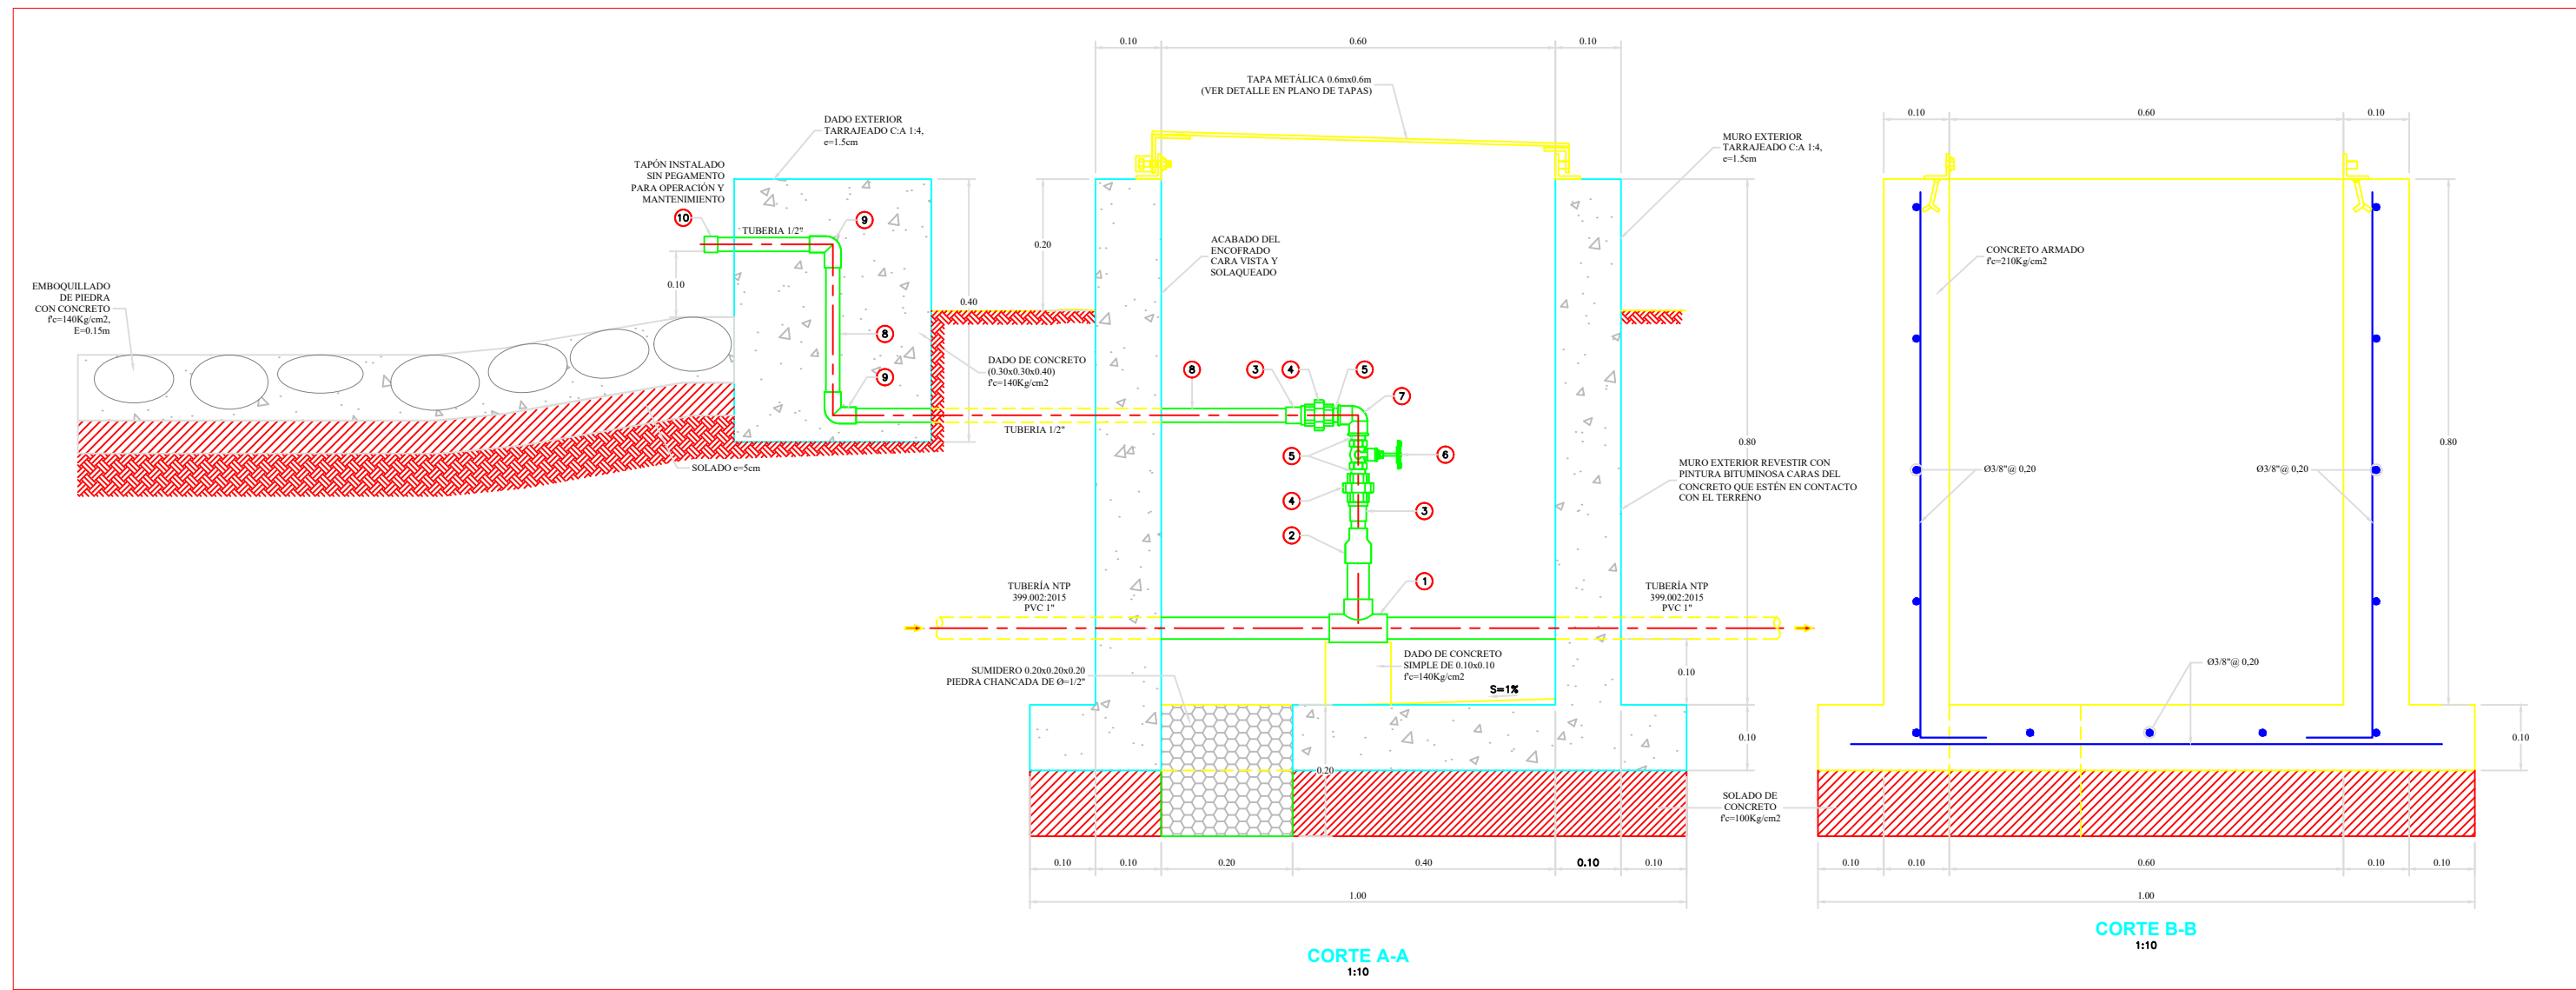 0.10
0.60
0.10
TAPA METÁLICA 0.6mx0.6m
(VER DETALLE EN PLANO DE TAPAS)
DADO EXTERIOR
TARRAJEADO C:A 1:4,
e=1.5cm
MURO EXTERIOR
TARRAJEADO C:A 1:4,
e=1.5cm
TAPÓN INSTALADO
SIN PEGAMENTO
PARA OPERACIÓN Y
MANTENIMIENTO
10
9
TUBERIA 1/2"
0.20
ACABADO DEL
ENCOFRADO
CARA VISTA Y
SOLAQUEADO
0.10
EMBOQUILLADO
DE PIEDRA
CON CONCRETO
f'c=140Kg/cm2,
E=0.15m
0.40
8
DADO DE CONCRETO
(0.30x0.30x0.40)
f'c=140Kg/cm2
9
8
3
4
5
7
TUBERIA 1/2"
0.80
5
6
SOLADO e=5cm
MURO EXTERIOR REVESTIR CON
PINTURA BITUMINOSA CARAS DEL
CONCRETO QUE ESTÉN EN CONTACTO
CON EL TERRENO
4
3
2
1
TUBERÍA NTP
399.002:2015
PVC 1"
TUBERÍA NTP
399.002:2015
PVC 1"
SUMIDERO 0.20x0.20x0.20
PIEDRA CHANCADA DE Ø=1/2"
DADO DE CONCRETO
SIMPLE DE 0.10x0.10
f'c=140Kg/cm2
0.10
S=1%
0.10
0.20
SOLADO DE
CONCRETO
f'c=100Kg/cm2
0.10
0.10
0.20
0.40
0.10
0.10
1.00
CORTE A-A
1:10
0.10
0.60
0.10
CONCRETO ARMADO
f'c=210Kg/cm2
0.80
Ø3/8"@ 0,20
Ø3/8"@ 0,20
Ø3/8"@ 0,20
0.10
0.10
0.10
0.60
0.10
0.10
1.00
CORTE B-B
1:10